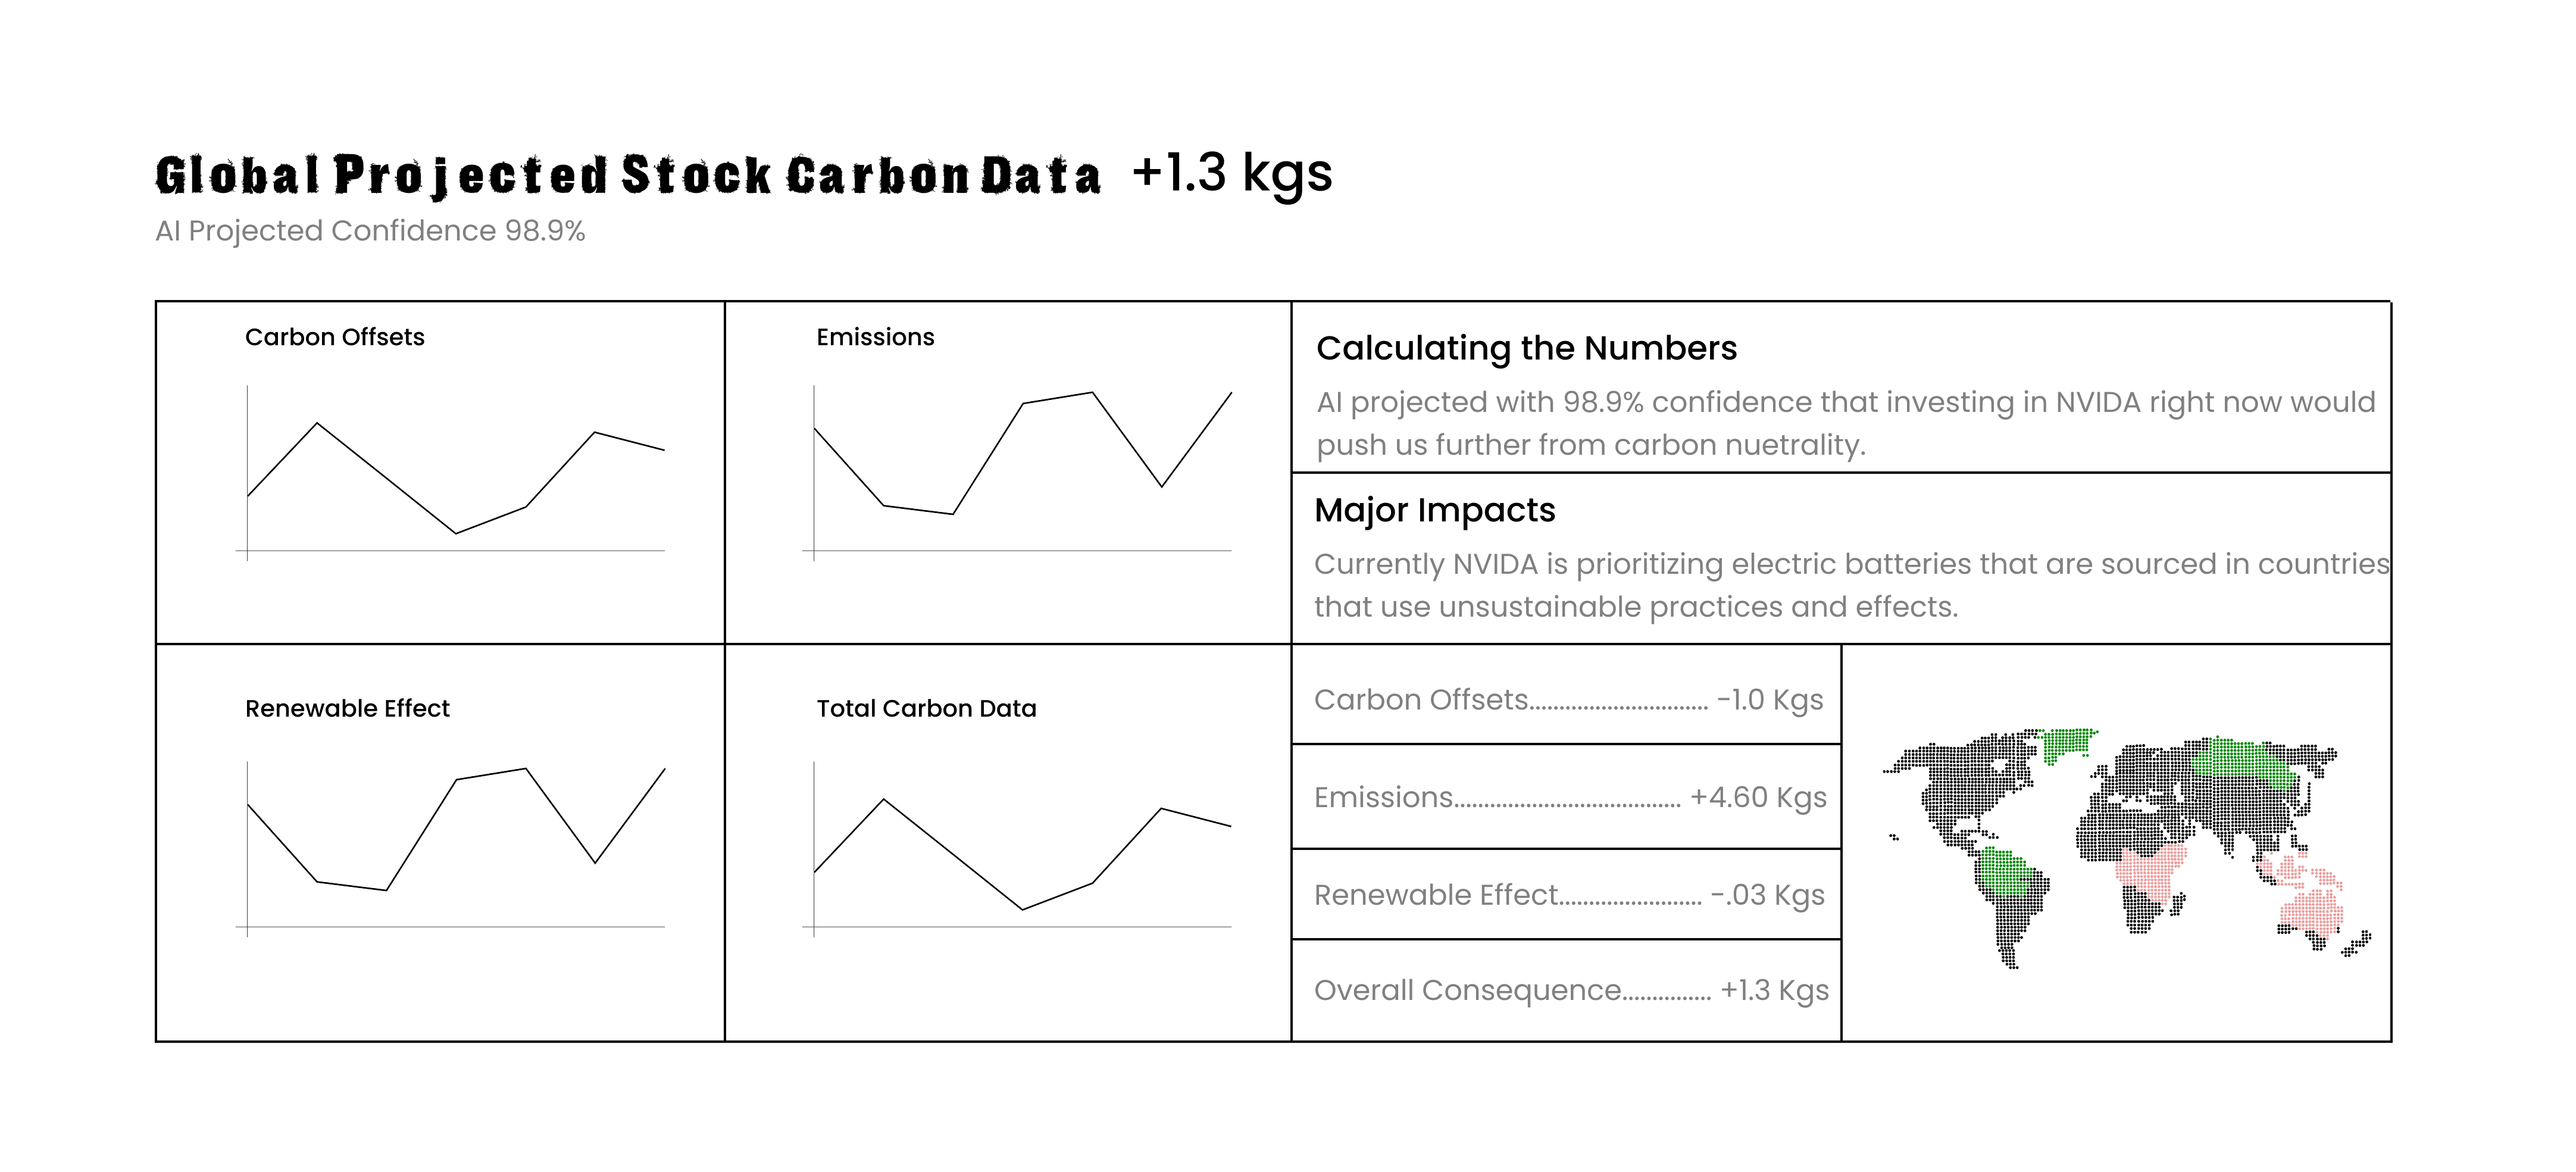 Global Projected Stock Carbon Data +1.3 kgs
AI Projected Confidence 98.9%
Carbon Offsets
Emissions
Calculating the Numbers
AI projected with 98.9% confidence that investing in NVIDA right now would
push us further from carbon nuetrality.
Major Impacts
Currently NVIDA is prioritizing electric batteries that are sourced in countries
that use unsustainable practices and effects.
Renewable Effect
Total Carbon Data
Carbon Offsets.............................. -1.0 Kgs
Emissions...................................... +4.60 Kgs
Renewable Effect........................ -.03 Kgs
Overall Consequence............... +1.3 Kgs